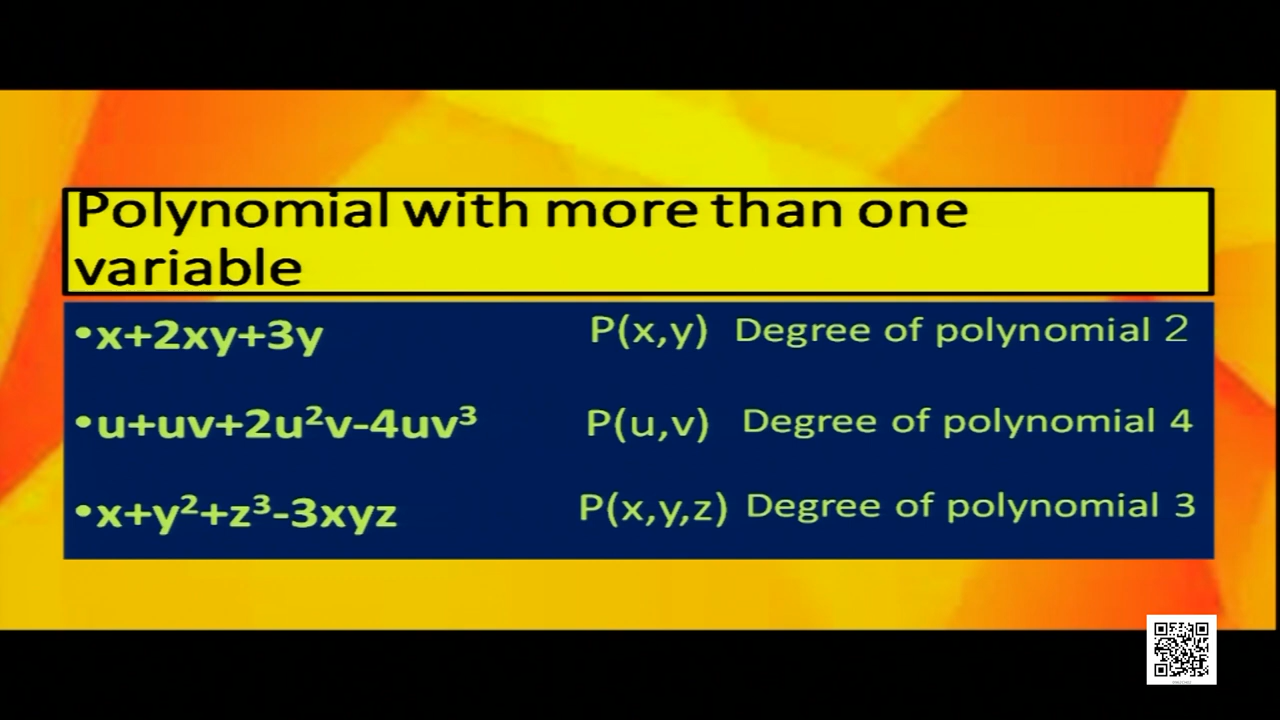 Polynomial with more than one
variable
•x+2xy+3y P(x,y) Degree of polynomial 2
•u+uv+2u²v-4uv³ P(u,v) Degree of polynomial 4
•x+y²+z³-3xyz P(x,y,z) Degree of polynomial 3